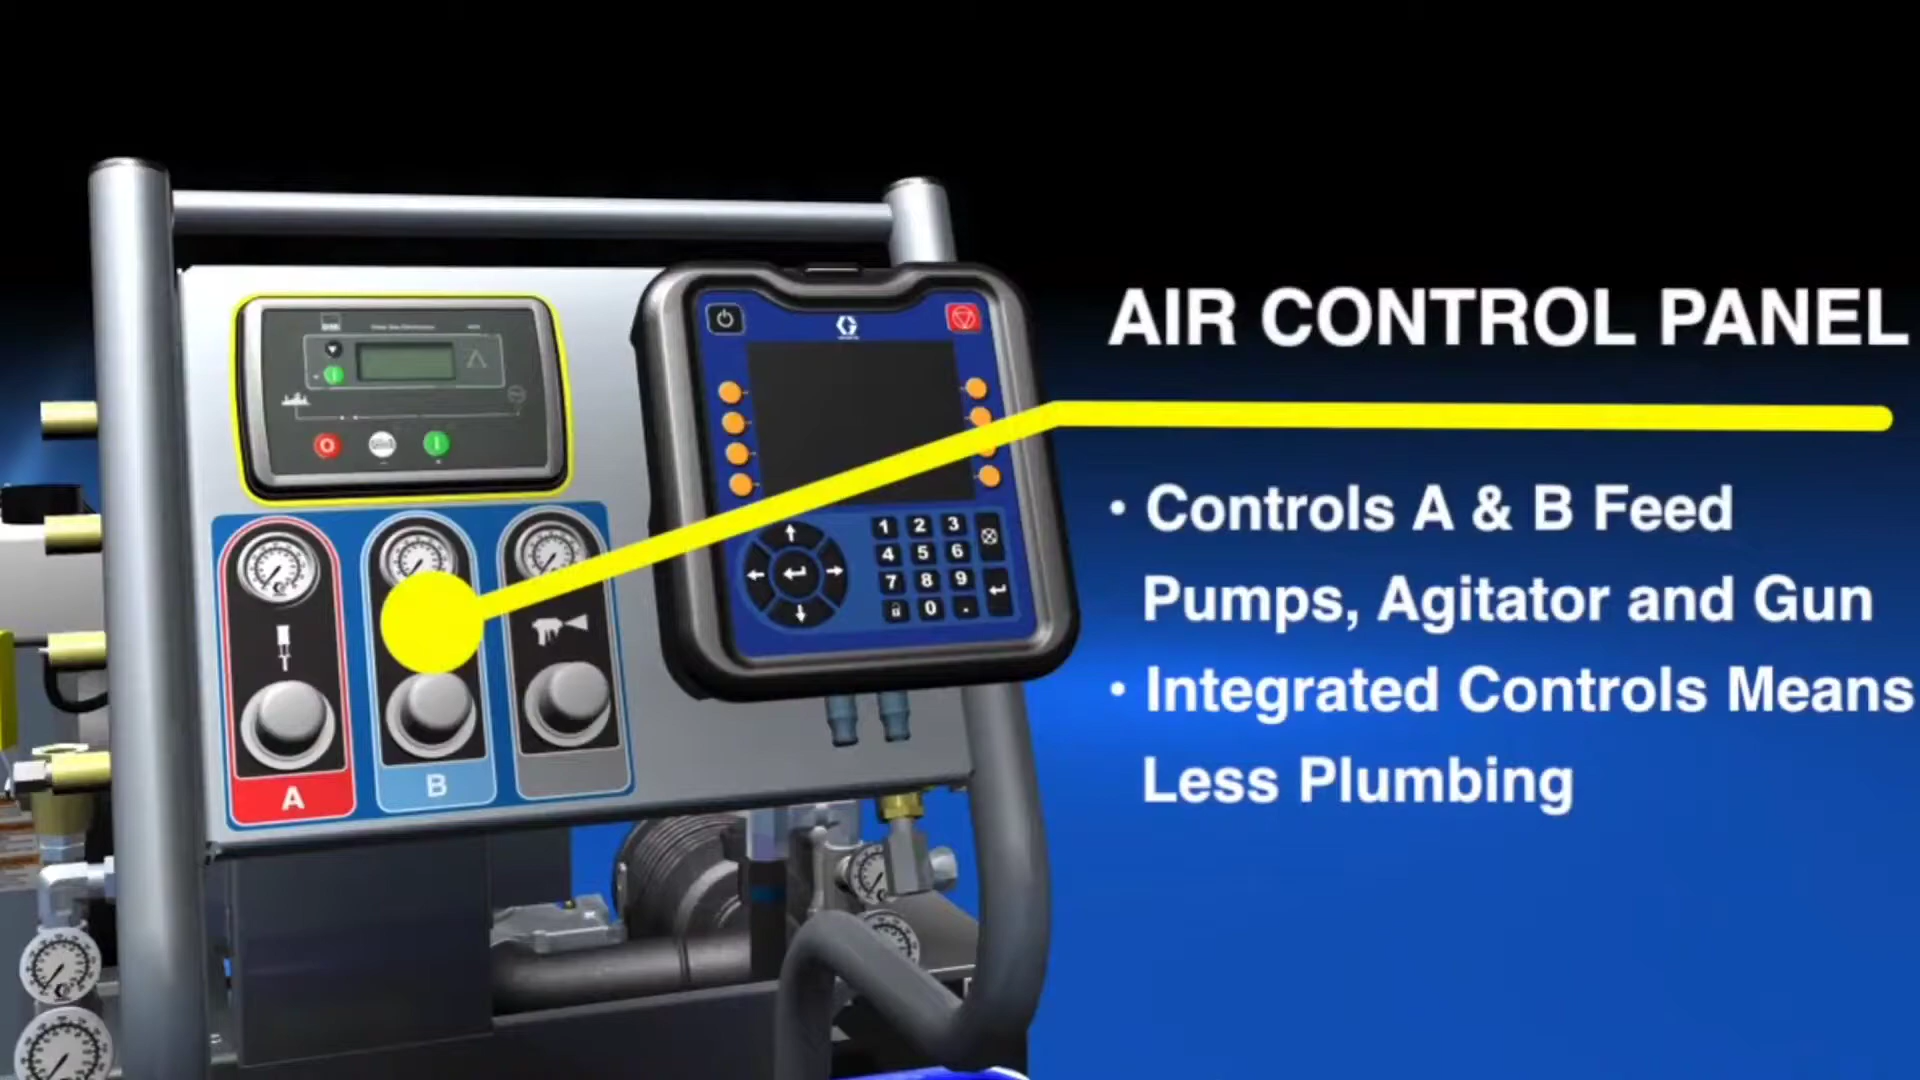 AIR CONTROL PANEL
• Controls A & B Feed
Pumps, Agitator and Gun
• Integrated Controls Means
Less Plumbing
1 2 3
4 5 6
7 8 9
0 .
A
B